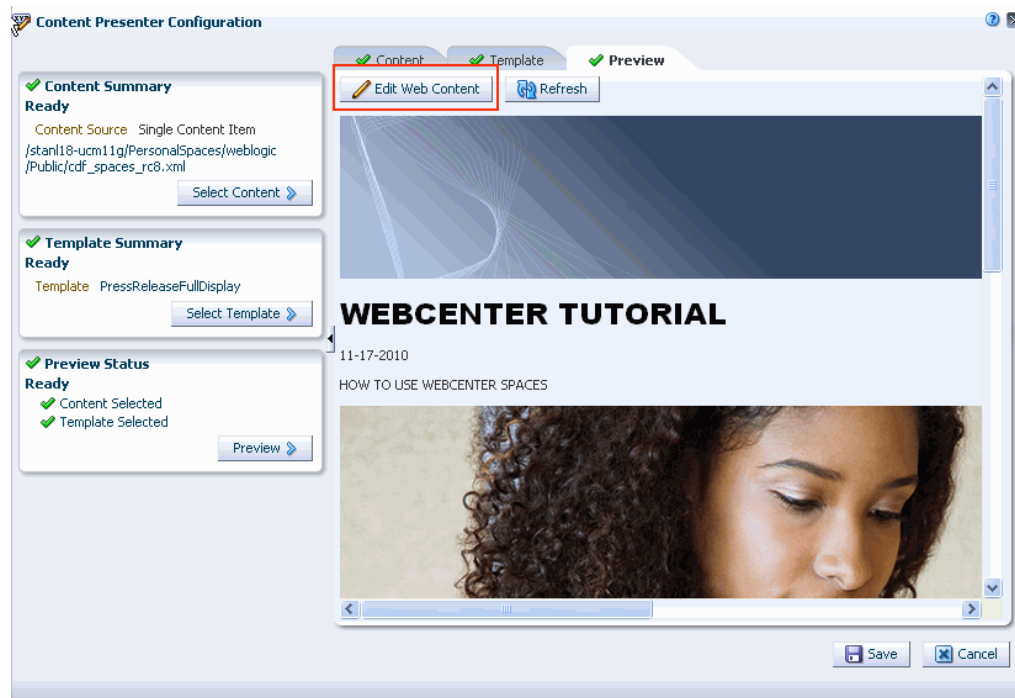 Content Presenter Configuration
Content
Template
Preview
Content Summary
Ready
Content Source Single Content Item
/stanl18-ucm11g/PersonalSpaces/weblogic
/Public/cdf_spaces_rc8.xml
Select Content
Template Summary
Ready
Template PressReleaseFullDisplay
Select Template
Preview Status
Ready
Content Selected
Template Selected
Preview
Edit Web Content
Refresh
WEBCENTER TUTORIAL
11-17-2010
HOW TO USE WEBCENTER SPACES
Save
Cancel